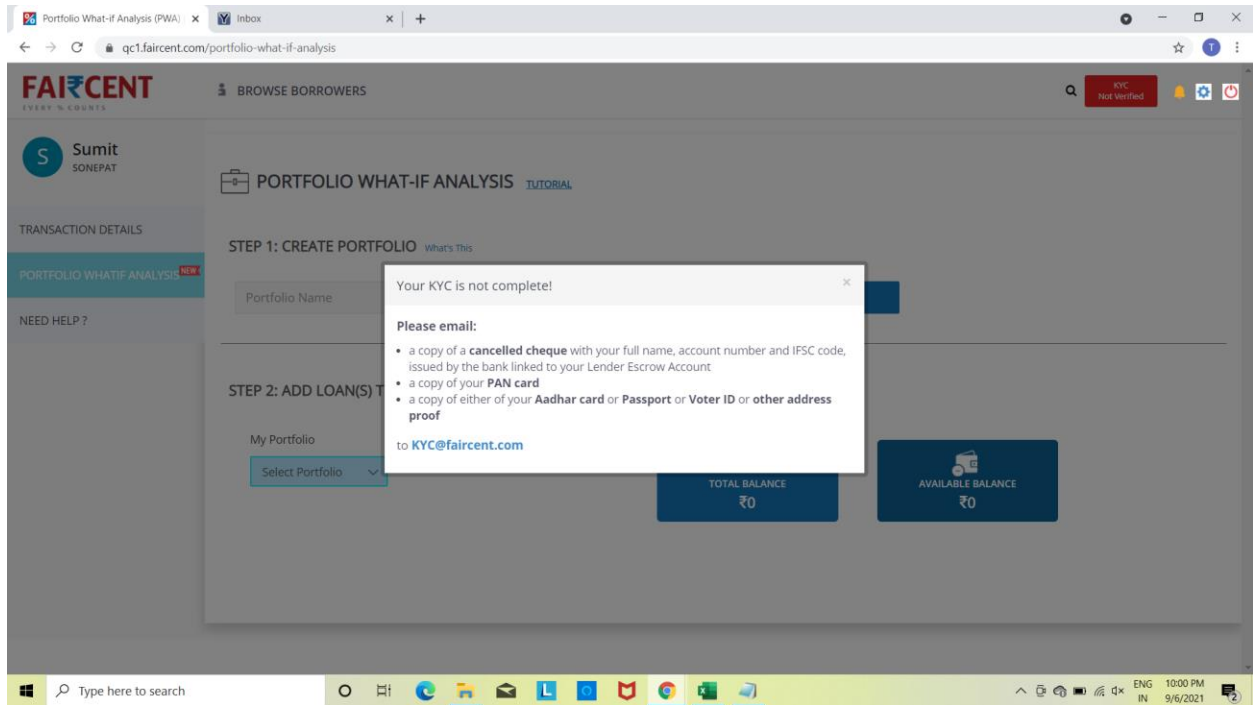 Portfolio What-if Analysis (PWA)
Inbox
qc1.faircent.com/portfolio-what-if-analysis
T
FAI₹CENT
EVERY % COUNTS
BROWSE BORROWERS
KYC
Not Verified
S
Sumit
SONEPAT
PORTFOLIO WHAT-IF ANALYSIS TUTORIAL
TRANSACTION DETAILS
PORTFOLIO WHATIF ANALYSIS NEW
NEED HELP ?
STEP 1: CREATE PORTFOLIO What's This
Portfolio Name
Your KYC is not complete!
×
Please email:
• a copy of a cancelled cheque with your full name, account number and IFSC code,
issued by the bank linked to your Lender Escrow Account
• a copy of your PAN card
• a copy of either of your Aadhar card or Passport or Voter ID or other address
proof
to KYC@faircent.com
STEP 2: ADD LOAN(S) T
My Portfolio
Select Portfolio
TOTAL BALANCE
₹0
AVAILABLE BALANCE
₹0
Type here to search
L
ENG
IN
10:00 PM
9/6/2021
2